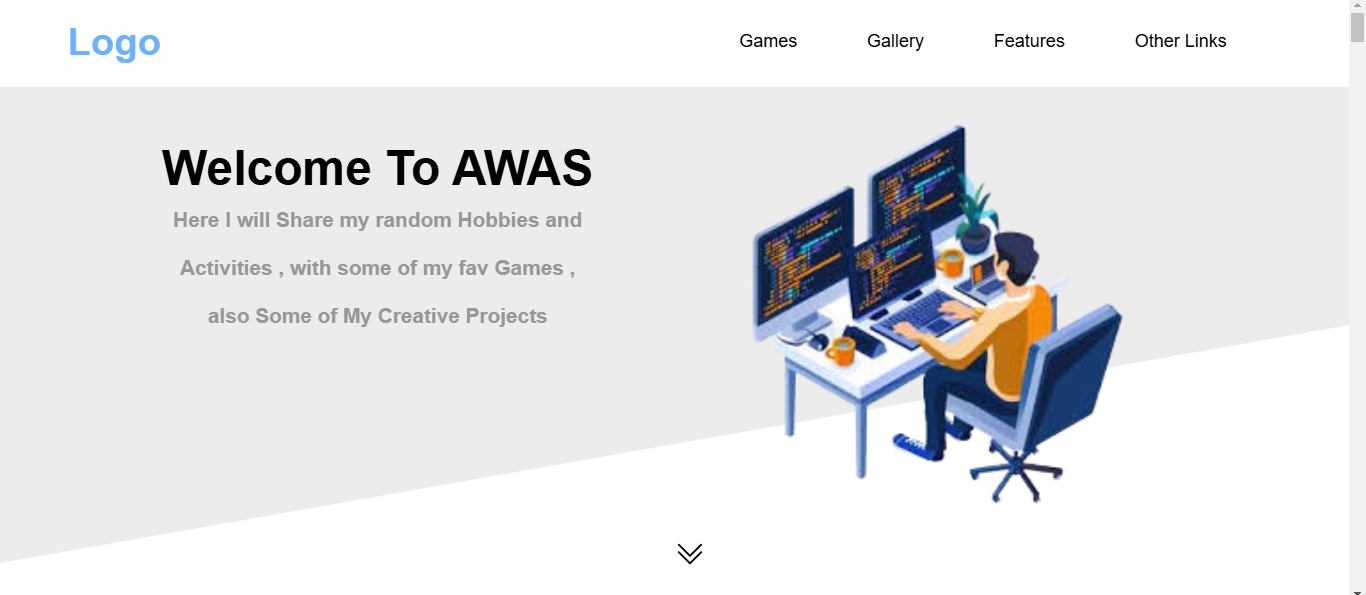 Logo
Games
Gallery
Features
Other Links
Welcome To AWAS
Here I will Share my random Hobbies and
Activities , with some of my fav Games ,
also Some of My Creative Projects